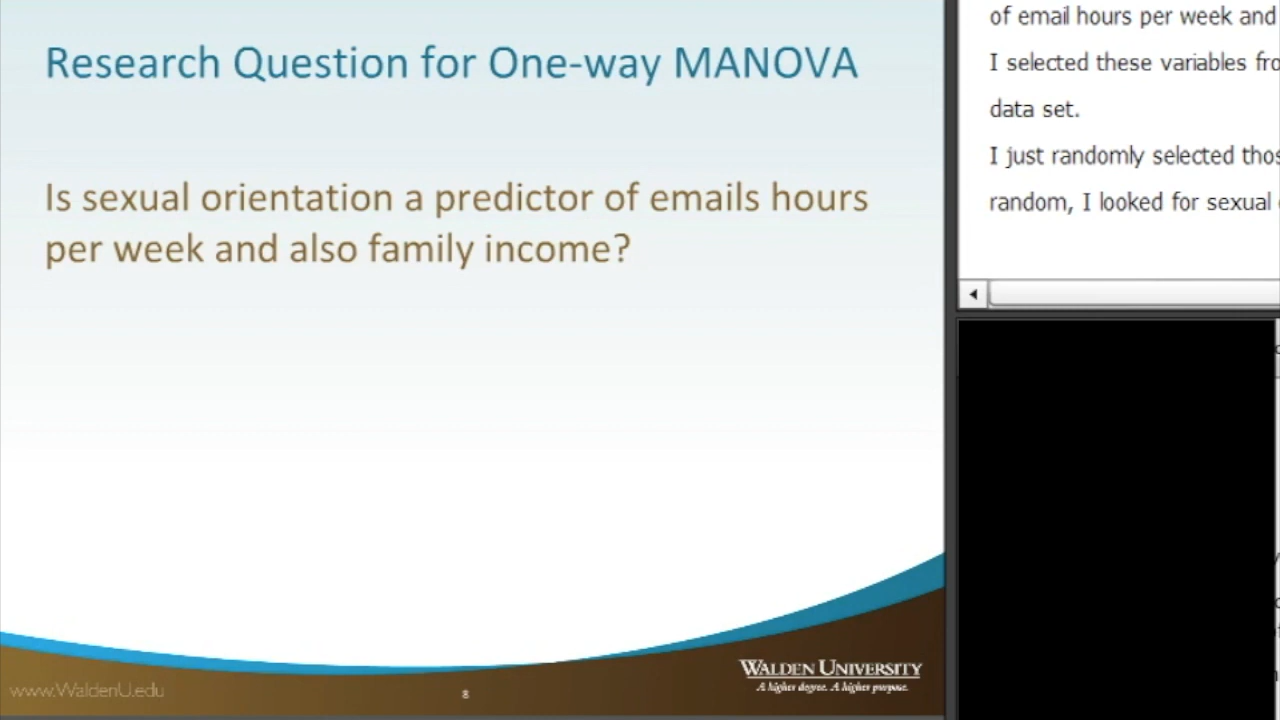 Research Question for One-way MANOVA
Is sexual orientation a predictor of emails hours
per week and also family income?
www.WaldenU.edu
8
WALDEN UNIVERSITY
A higher degree. A higher purpose.
of email hours per week and
I selected these variables
data set.
I just randomly selected
random, I looked for sexual